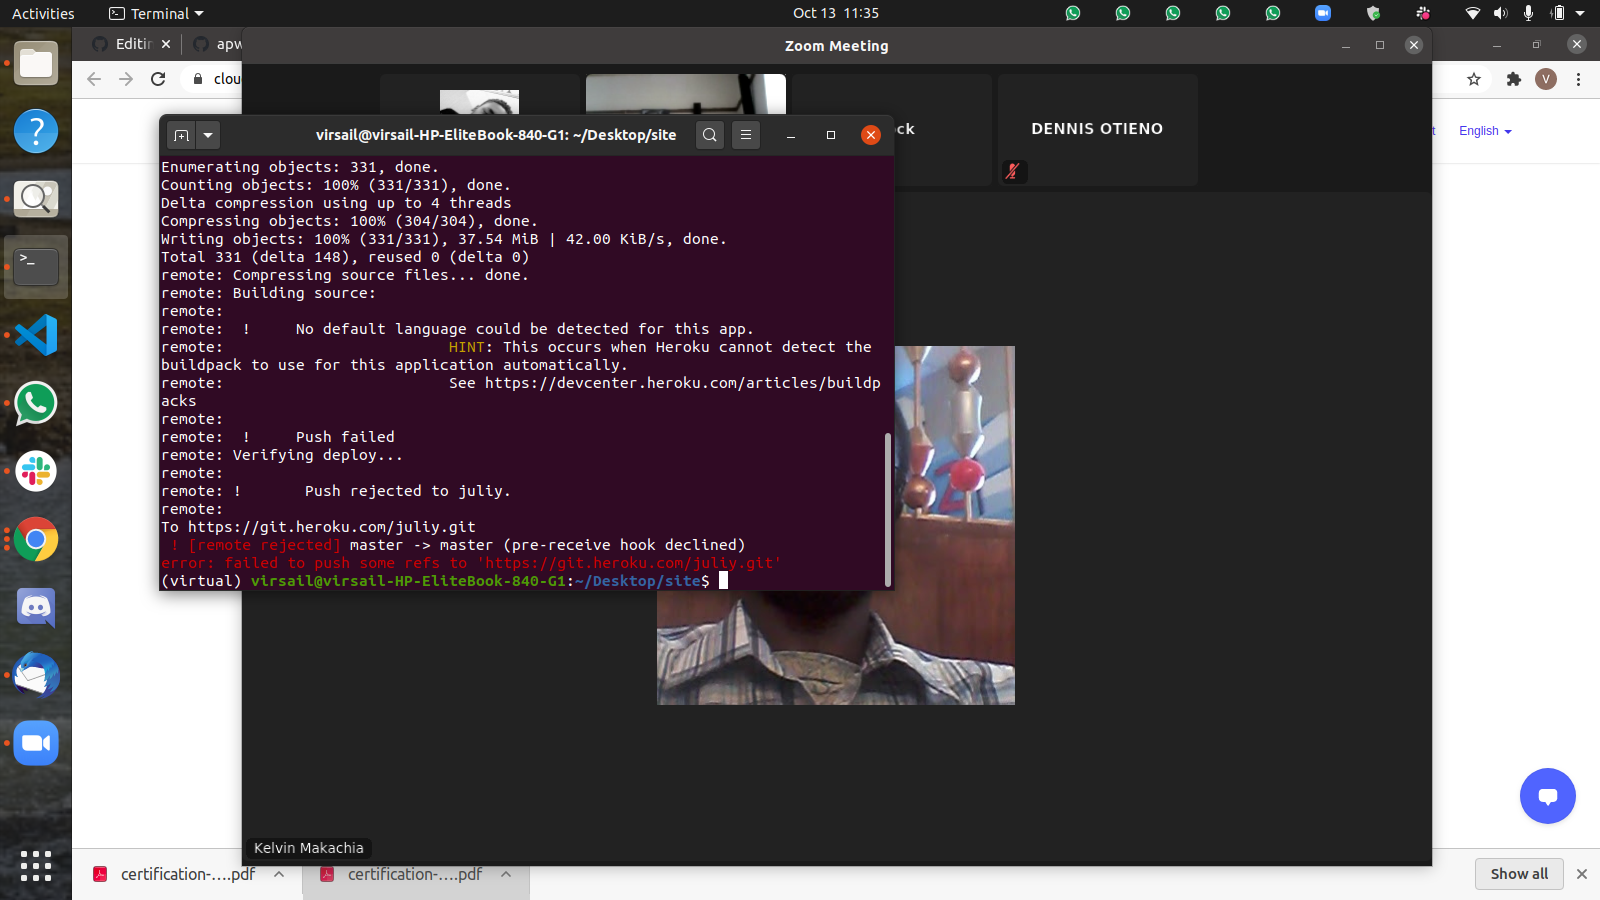 Activities
Terminal
Oct 13 11:35
Editin
apw
Zoom Meeting
clou
V
ock
DENNIS OTIENO
t
English
virsail@virsail-HP-EliteBook-840-G1: ~/Desktop/site
Enumerating objects: 331, done.
Counting objects: 100% (331/331), done.
Delta compression using up to 4 threads
Compressing objects: 100% (304/304), done.
Writing objects: 100% (331/331), 37.54 MiB | 42.00 KiB/s, done.
Total 331 (delta 148), reused 0 (delta 0)
remote: Compressing source files... done.
remote: Building source:
remote:
remote:  !     No default language could be detected for this app.
remote:                         HINT: This occurs when Heroku cannot detect the
buildpack to use for this application automatically.
remote:                         See https://devcenter.heroku.com/articles/buildp
acks
remote:
remote:  !     Push failed
remote: Verifying deploy...
remote:
remote: !       Push rejected to juliy.
remote:
To https://git.heroku.com/juliy.git
 ! [remote rejected] master -> master (pre-receive hook declined)
error: failed to push some refs to 'https://git.heroku.com/juliy.git'
(virtual) virsail@virsail-HP-EliteBook-840-G1:~/Desktop/site$
Kelvin Makachia
certification-....pdf
certification-....pdf
Show all